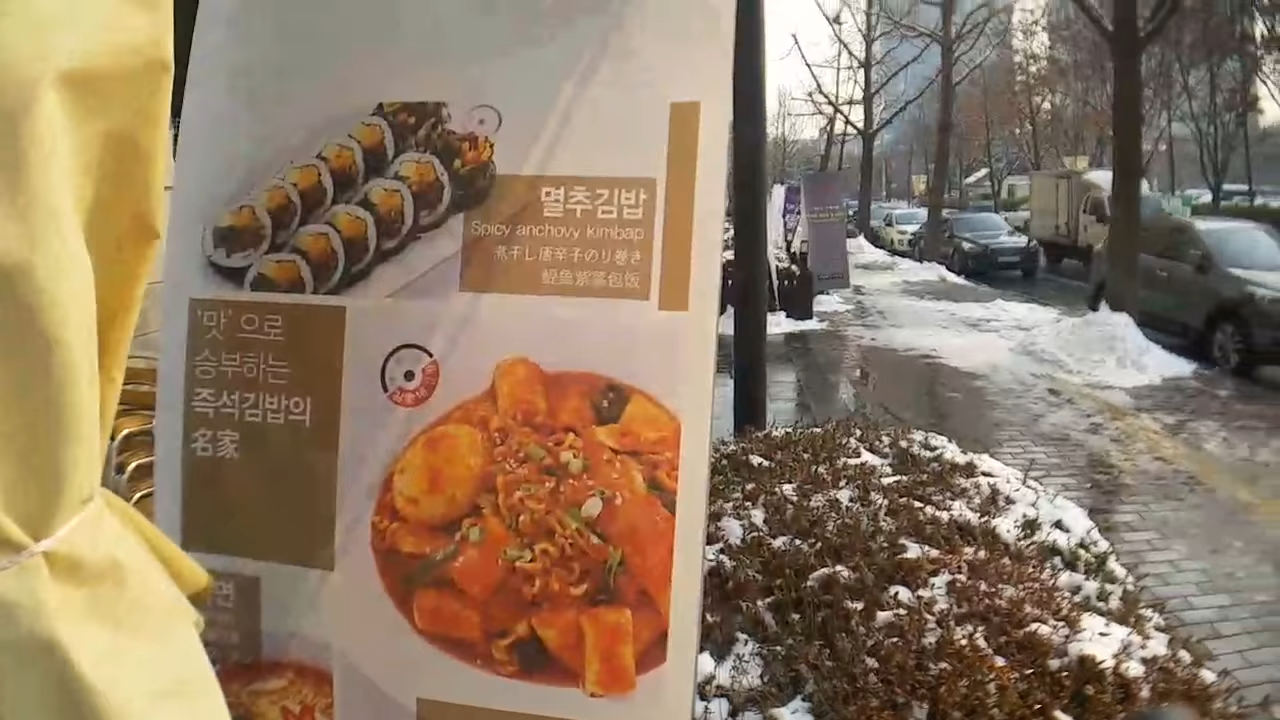 멸추김밥
Spicy anchovy kimbap
煮干し唐辛子のり巻き
鳀鱼紫菜包饭
'맛' 으로
승부하는
즉석김밥의
名家